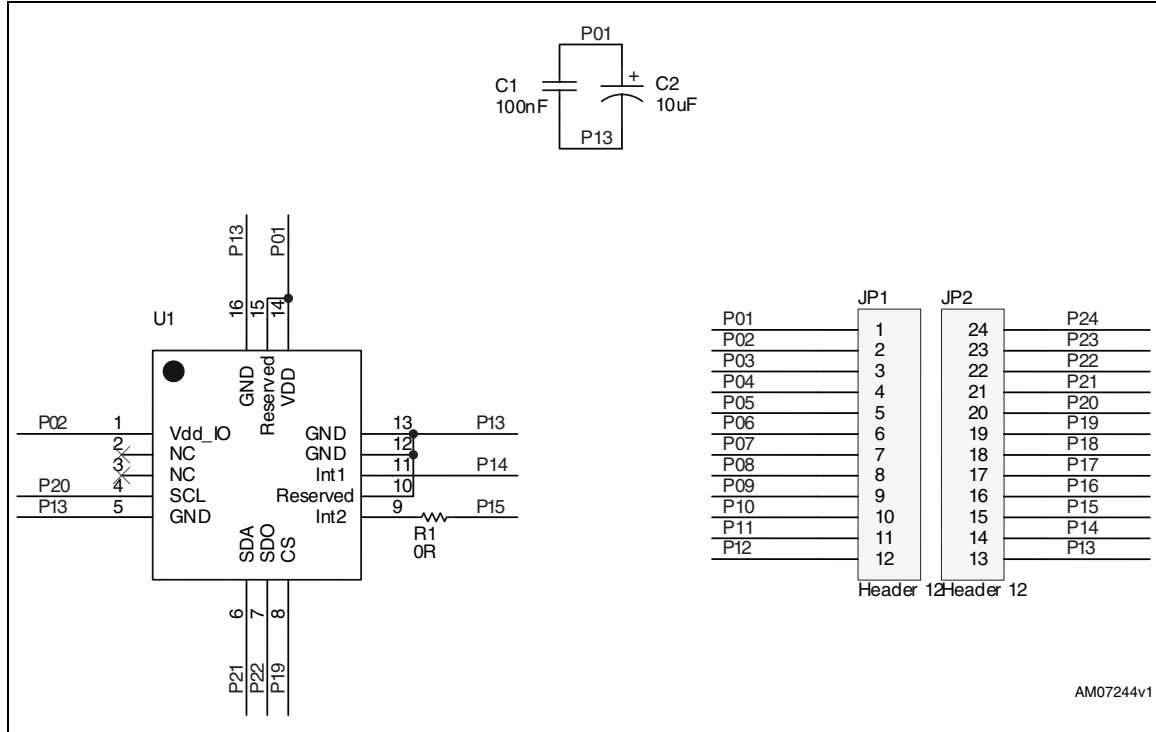 P01
C1
100nF
+
C2
10uF
P13
P13
P01
16
15
14
U1
GND
Reserved
VDD
P02 1 Vdd_IO
2 NC
3 NC
P20 4 SCL
P13 5 GND
GND 13 P13
GND 12
Int1 11 P14
Reserved 10
Int2 9 P15
R1
0R
SDA
SDO
CS
6
7
8
P21
P22
P19
JP1 JP2
P01 1 24 P24
P02 2 23 P23
P03 3 22 P22
P04 4 21 P21
P05 5 20 P20
P06 6 19 P19
P07 7 18 P18
P08 8 17 P17
P09 9 16 P16
P10 10 15 P15
P11 11 14 P14
P12 12 13 P13
Header 12 Header 12
AM07244v1